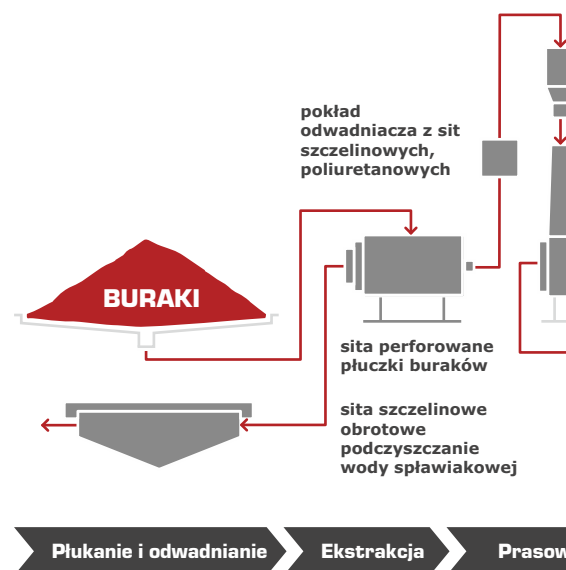 pokład
odwadniacza z sit
szczelinowych,
poliuretanowych
BURAKI
sita perforowane
płuczki buraków
sita szczelinowe
obrotowe
podczyszczanie
wody spławiakowej
Płukanie i odwadnianie
Ekstrakcja
Prasow